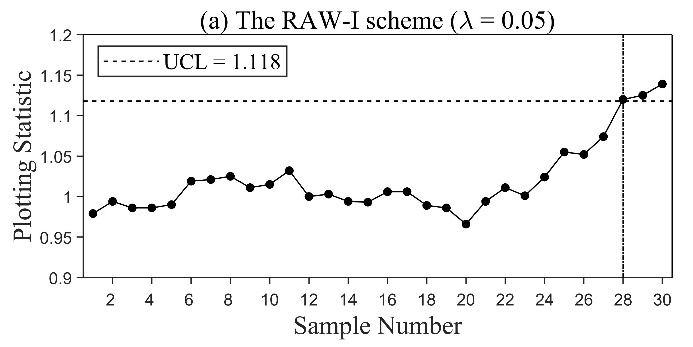 (a) The RAW-I scheme (λ = 0.05)
1.2
UCL = 1.118
1.15
1.1
1.05
1
0.95
0.9
Plotting Statistic
2 4 6 8 10 12 14 16 18 20 22 24 26 28 30
Sample Number